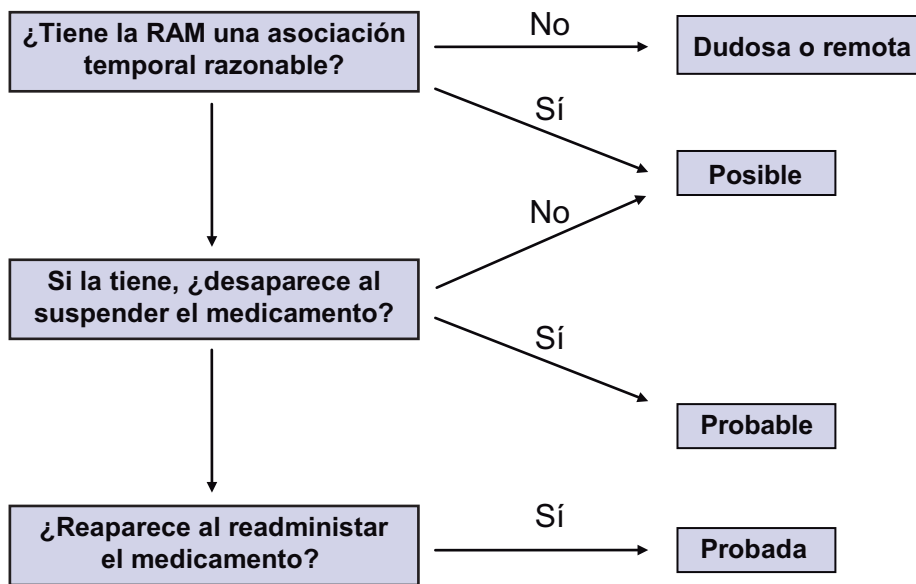 ¿Tiene la RAM una asociación
temporal razonable?
No
Dudosa o remota
Sí
Posible
No
Si la tiene, ¿desaparece al
suspender el medicamento?
Sí
Probable
¿Reaparece al readministar
el medicamento?
Sí
Probada